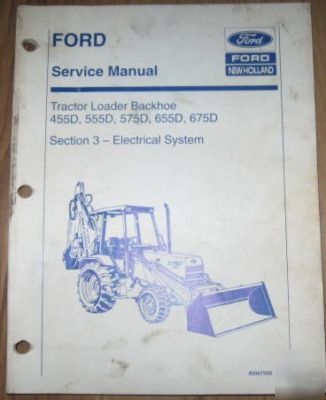 FORD
Service Manual
Ford
FORD
NEW HOLLAND
Tractor Loader Backhoe
455D, 555D, 575D, 655D, 675D
Section 3 – Electrical System